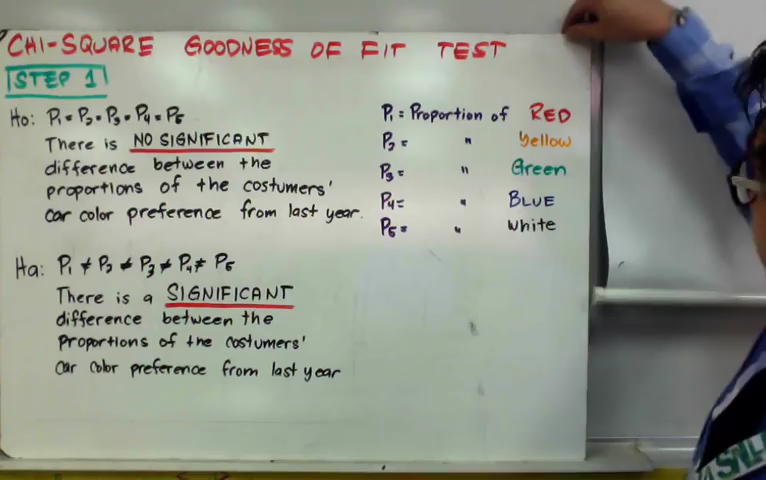 CHI-SQUARE GOODNESS OF FIT TEST
STEP 1
Ho: P1 = P2 = P3 = P4 = P5
There is NO SIGNIFICANT
difference between the
proportions of the costumers'
car color preference from last year.
P1 = Proportion of RED
P2 = " Yellow
P3 = " Green
P4 = " BLUE
P5 = " White
Ha: P1 ≠ P2 ≠ P3 ≠ P4 ≠ P5
There is a SIGNIFICANT
difference between the
Proportions of the costumers'
car color preference from last year